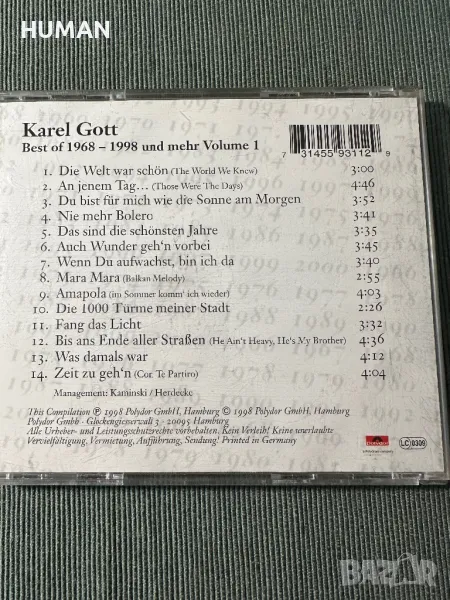 HUMAN
Karel Gott
Best of 1968 – 1998 und mehr Volume 1
7 31455 93112 9
1. Die Welt war schön (The World We Knew) 3:00
2. An jenem Tag... (Those Were The Days) 4:46
3. Du bist für mich wie die Sonne am Morgen 3:52
4. Nie mehr Bolero 3:41
5. Das sind die schönsten Jahre 3:35
6. Auch Wunder geh'n vorbei 3:45
7. Wenn Du aufwachst, bin ich da 3:40
8. Mara Mara (Balkan Melody) 2:55
9. Amapola (im Sommer komm' ich wieder) 4:03
10. Die 1000 Turme meiner Stadt 2:26
11. Fang das Licht 3:32
12. Bis ans Ende aller Straßen (He Ain't Heavy, He's My Brother) 4:36
13. Was damals war 4:12
14. Zeit zu geh'n (Con Te Partiro) 4:04
Management: Kaminski / Herdecke
This Compilation ℗ 1998 Polydor GmbH, Hamburg © 1998 Polydor GmbH, Hamburg
Polydor Gmbh - Glockengiesserwall 3 - 20095 Hamburg
Alle Urheber- und Leistungsschutzrechte vorbehalten. Kein Verleih! Keine unerlaubte
Vervielfältigung, Vermietung, Aufführung, Sendung! Printed in Germany
LC 0309
BAZAR